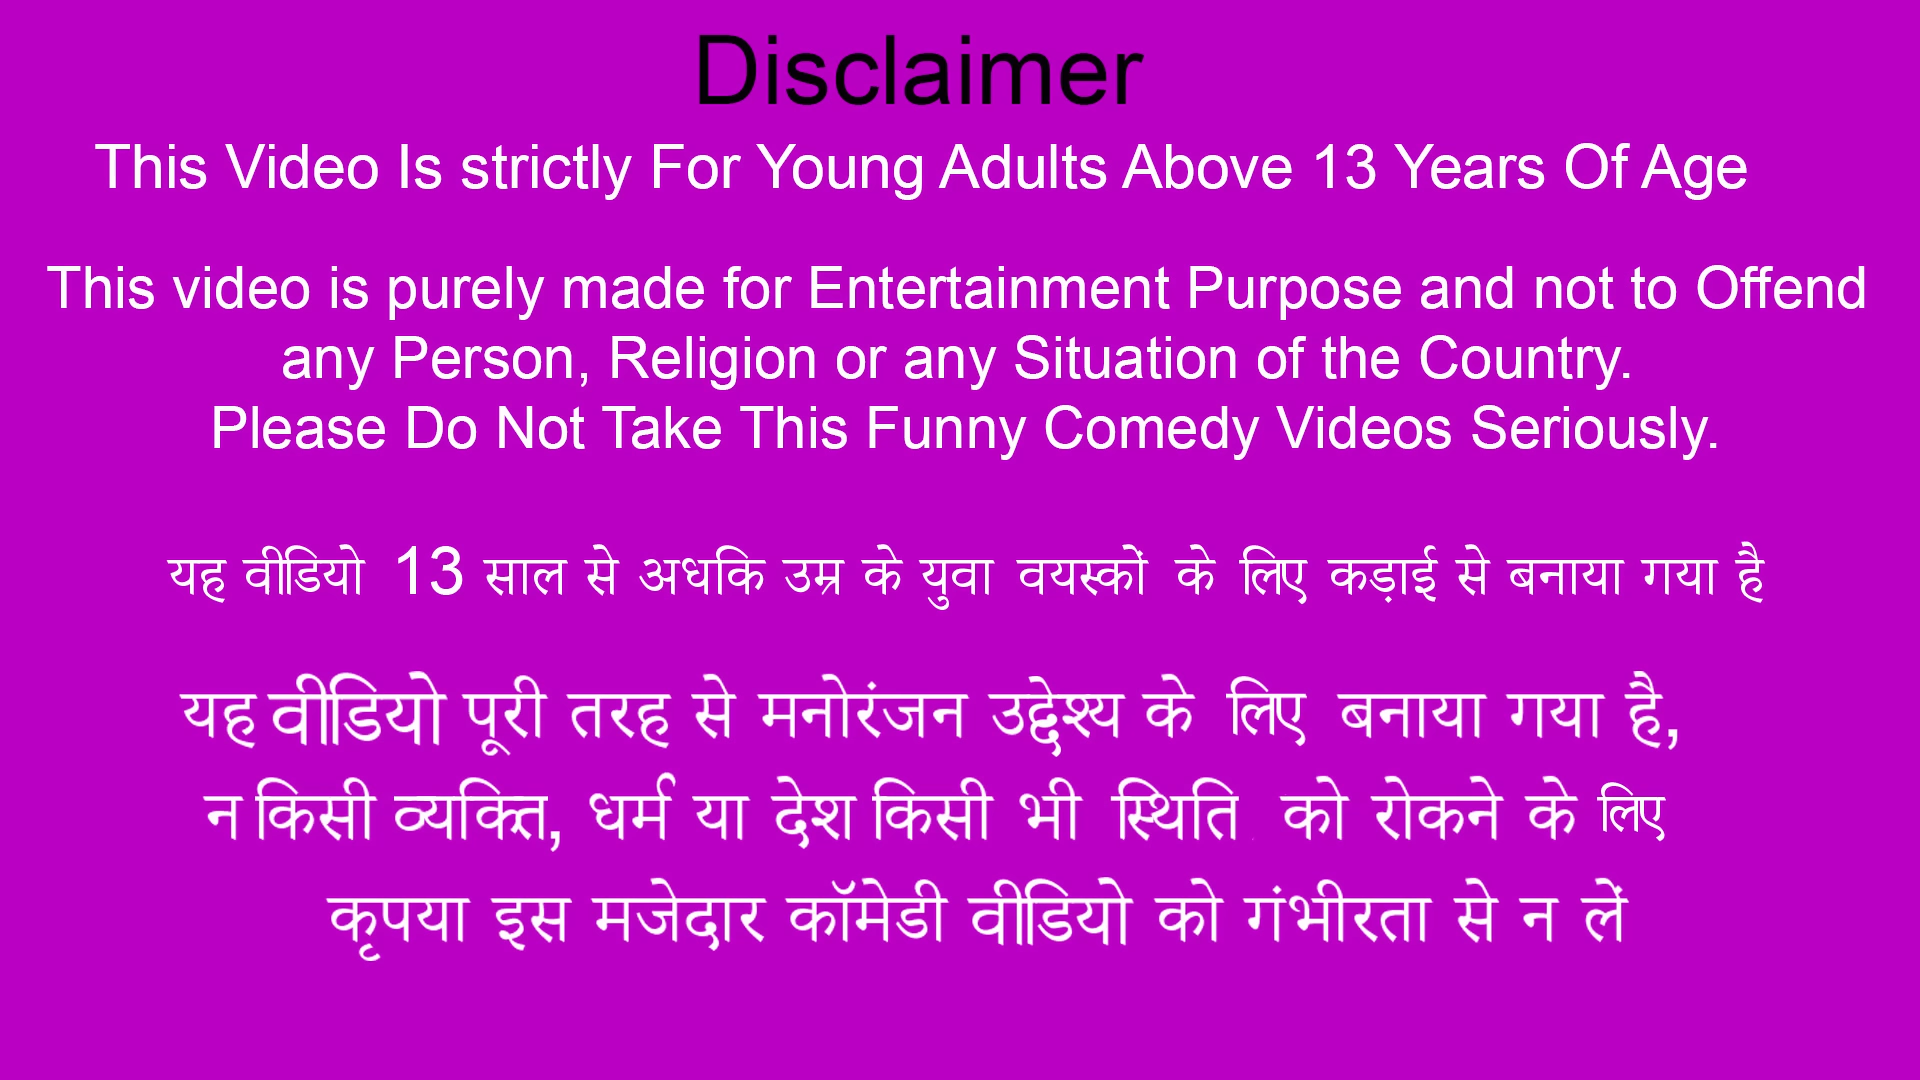 Disclaimer
This Video Is strictly For Young Adults Above 13 Years Of Age
This video is purely made for Entertainment Purpose and not to Offend
any Person, Religion or any Situation of the Country.
Please Do Not Take This Funny Comedy Videos Seriously.
यह वीडियो 13 साल से अधकि उम्र के युवा वयस्कों के लिए कड़ाई से बनाया गया है
यह वीडियो पूरी तरह से मनोरंजन उद्देश्य के लिए बनाया गया है,
न किसी व्यक्ति, धर्म या देश किसी भी स्थिति को रोकने के लिए
कृपया इस मजेदार कॉमेडी वीडियो को गंभीरता से न लें